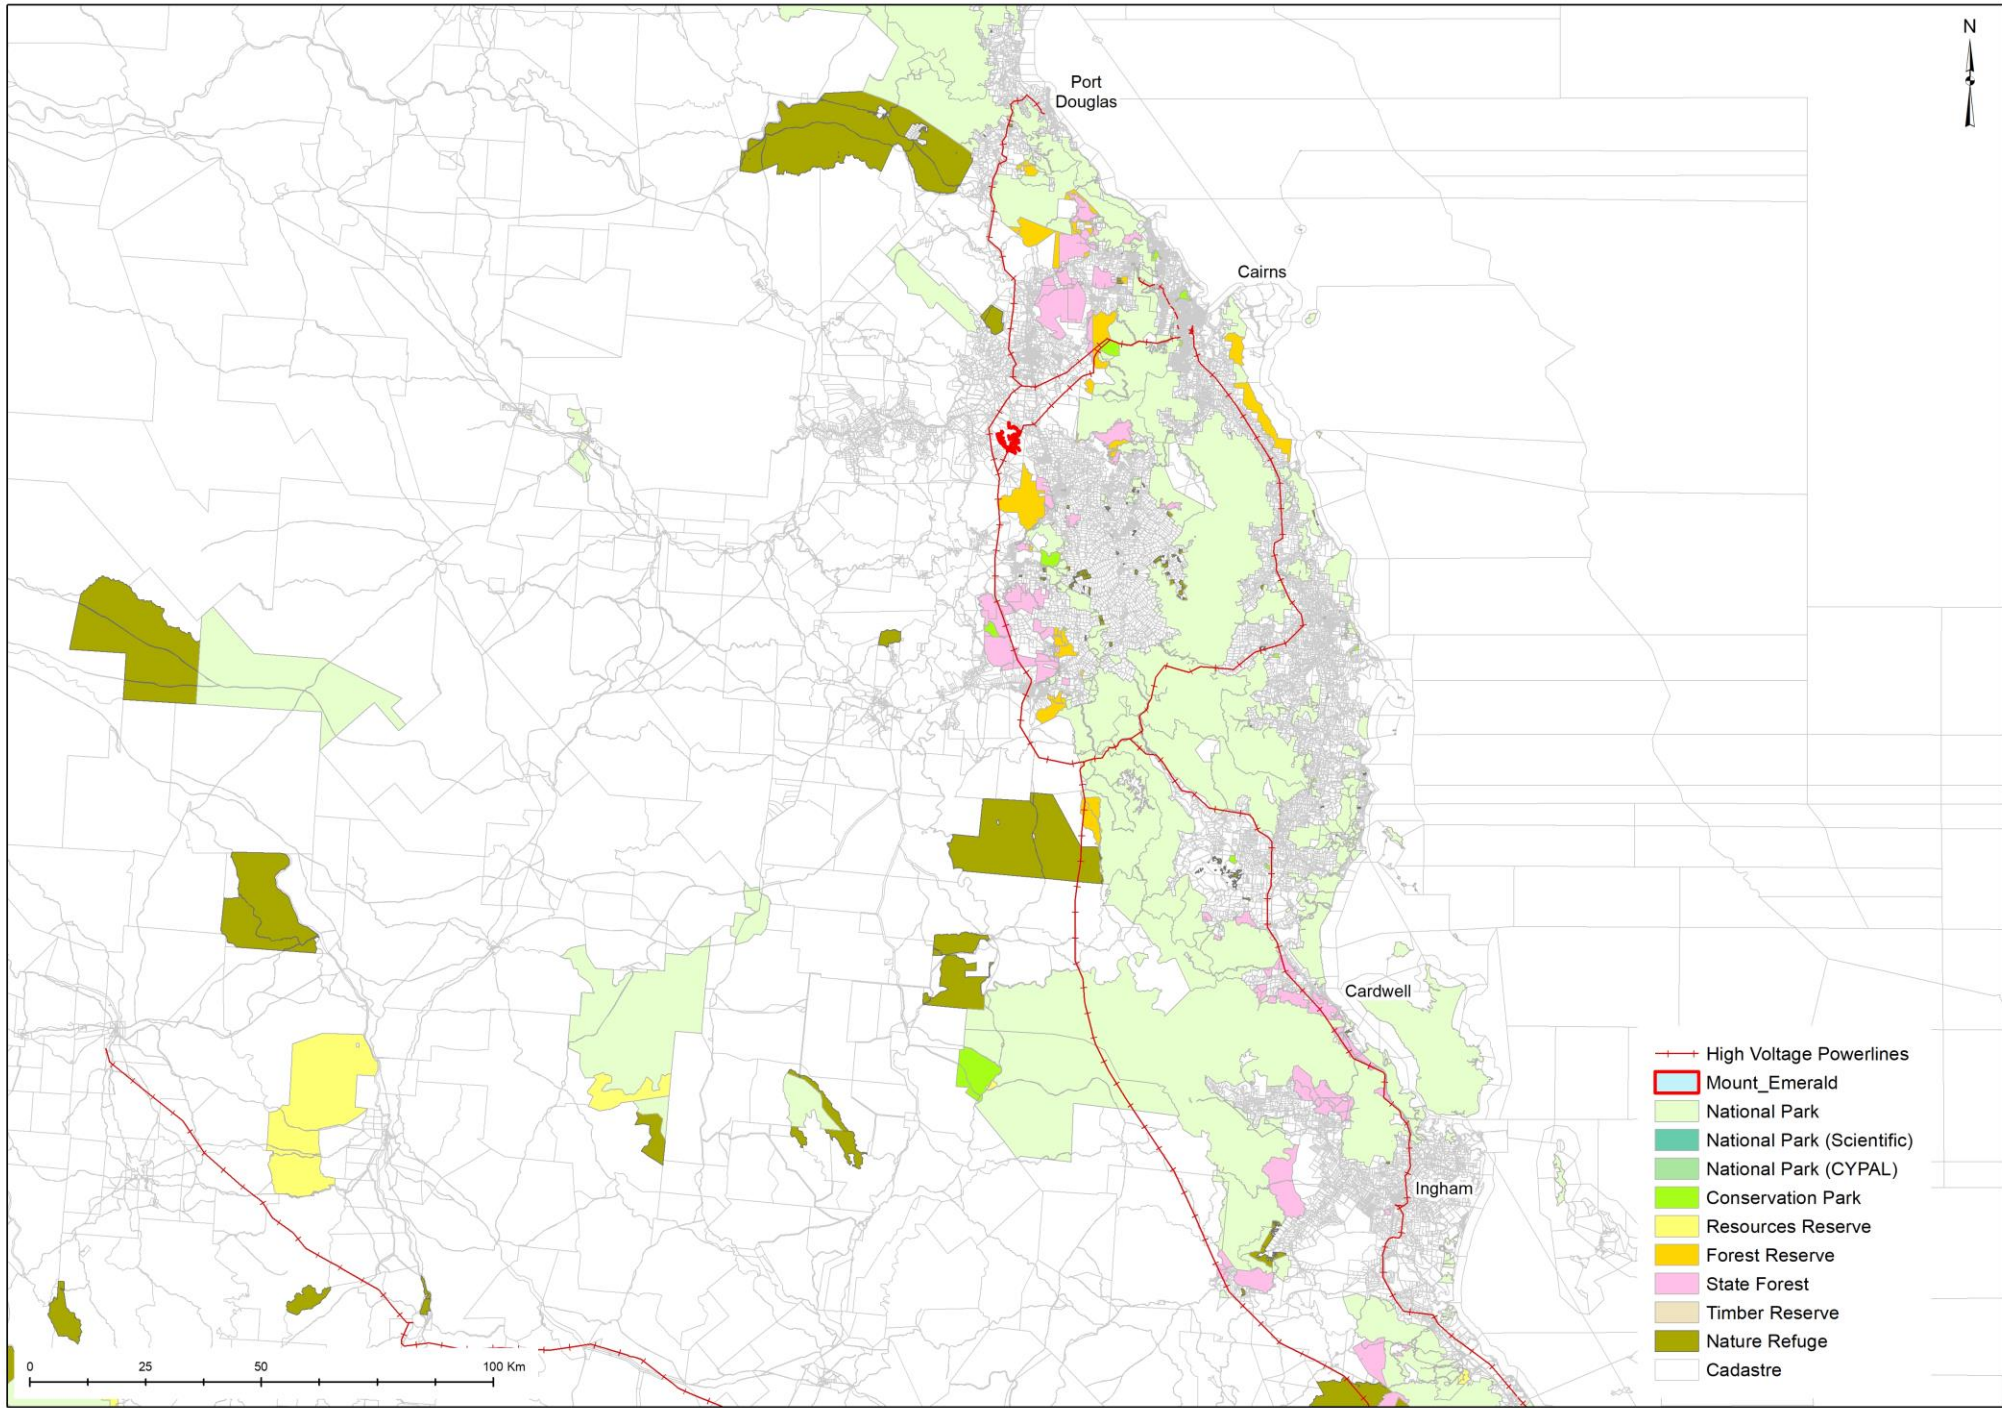 N
Port
Douglas
Cairns
Cardwell
Ingham
High Voltage Powerlines
Mount_Emerald
National Park
National Park (Scientific)
National Park (CYPAL)
Conservation Park
Resources Reserve
Forest Reserve
State Forest
Timber Reserve
Nature Refuge
Cadastre
0 25 50 100 Km